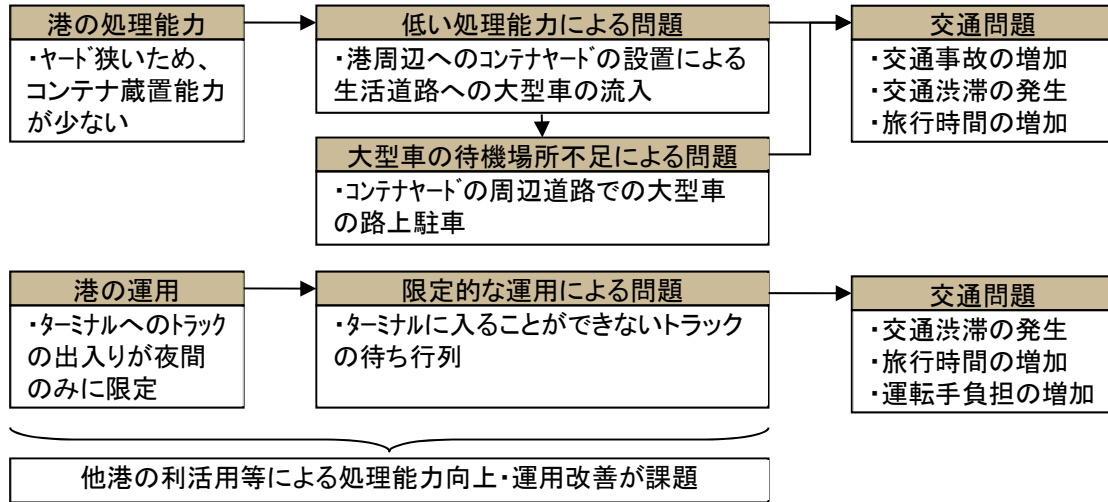 港の処理能力
・ﾔｰﾄﾞ狭いため、
コンテナ蔵置能力
が少ない
低い処理能力による問題
・港周辺へのｺﾝﾃﾅﾔｰﾄﾞの設置による
生活道路への大型車の流入
大型車の待機場所不足による問題
・ｺﾝﾃﾅﾔｰﾄﾞの周辺道路での大型車
の路上駐車
交通問題
・交通事故の増加
・交通渋滞の発生
・旅行時間の増加
港の運用
・ﾀｰﾐﾅﾙへのﾄﾗｯｸ
の出入りが夜間
のみに限定
限定的な運用による問題
・ﾀｰﾐﾅﾙに入ることができないトラック
の待ち行列
交通問題
・交通渋滞の発生
・旅行時間の増加
・運転手負担の増加
他港の利活用等による処理能力向上・運用改善が課題